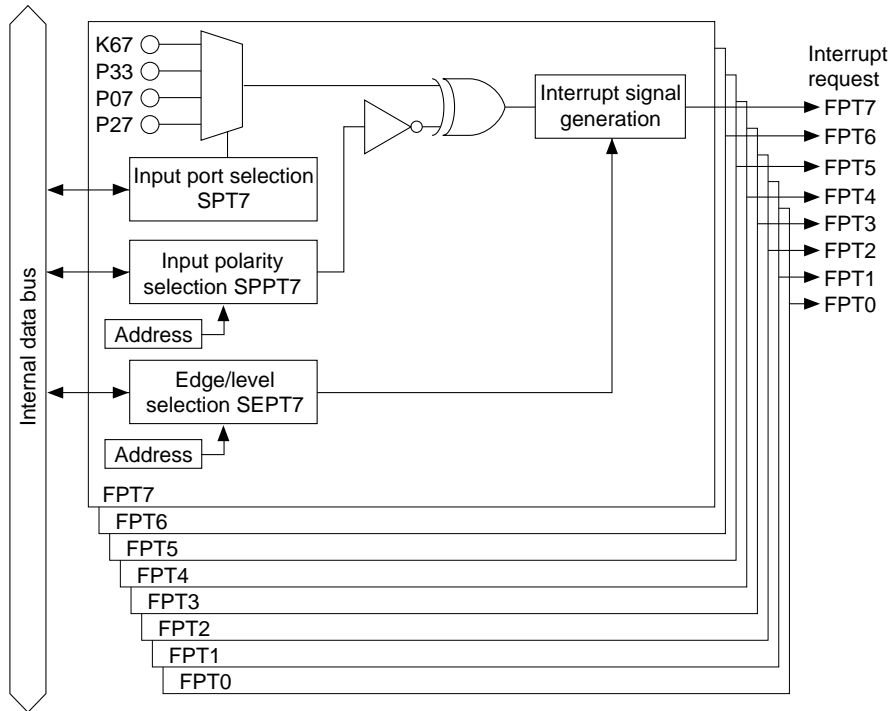 K67
P33
P07
P27
Input port selection
SPT7
Input polarity
selection SPPT7
Address
Edge/level
selection SEPT7
Address
Interrupt signal
generation
Internal data bus
Interrupt
request
FPT7
FPT6
FPT5
FPT4
FPT3
FPT2
FPT1
FPT0
FPT7
FPT6
FPT5
FPT4
FPT3
FPT2
FPT1
FPT0